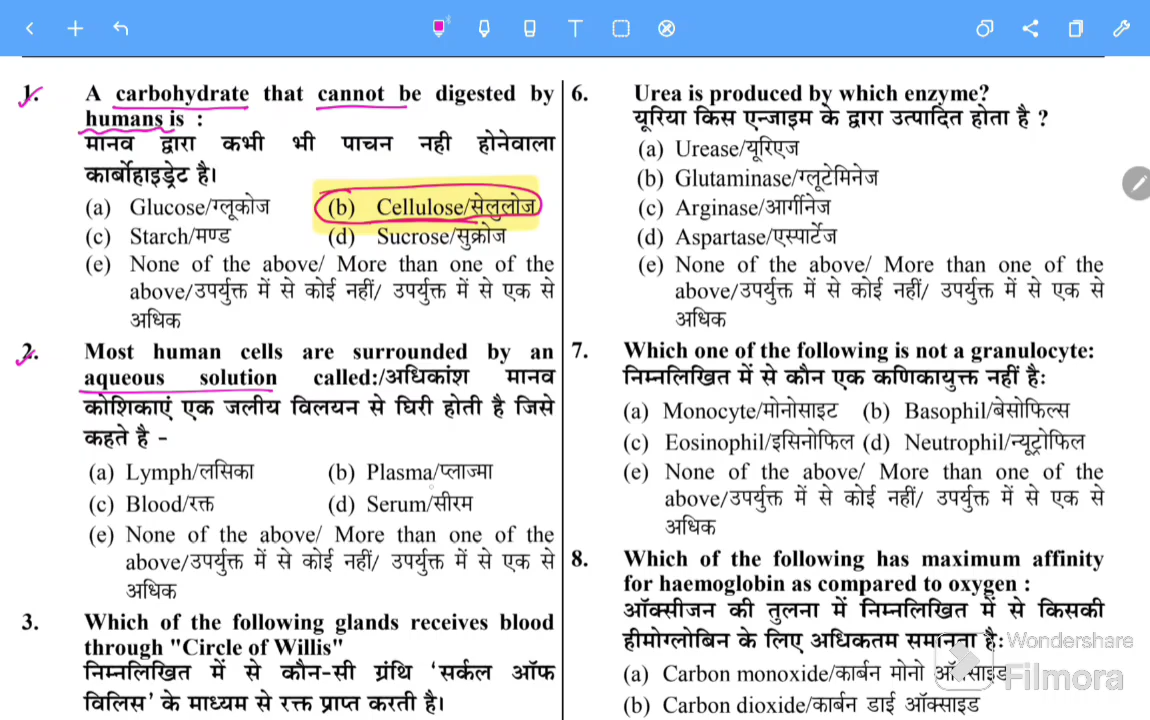 1. A carbohydrate that cannot be digested by
humans is :
मानव द्वारा कभी भी पाचन नही होनेवाला
कार्बोहाइड्रेट है।
(a) Glucose/ग्लूकोज (b) Cellulose/सेलुलोज
(c) Starch/मण्ड (d) Sucrose/सुक्रोज
(e) None of the above/ More than one of the
above/उपर्युक्त में से कोई नहीं/ उपर्युक्त में से एक से
अधिक
2. Most human cells are surrounded by an
aqueous solution called:/अधिकांश मानव
कोशिकाएं एक जलीय विलयन से घिरी होती है जिसे
कहते है -
(a) Lymph/लसिका (b) Plasma/प्लाज्मा
(c) Blood/रक्त (d) Serum/सीरम
(e) None of the above/ More than one of the
above/उपर्युक्त में से कोई नहीं/ उपर्युक्त में से एक से
अधिक
3. Which of the following glands receives blood
through "Circle of Willis"
निम्नलिखित में से कौन-सी ग्रंथि ‘सर्कल ऑफ
विलिस’ के माध्यम से रक्त प्राप्त करती है।
6. Urea is produced by which enzyme?
यूरिया किस एन्जाइम के द्वारा उत्पादित होता है ?
(a) Urease/यूरिएज
(b) Glutaminase/ग्लूटेमिनेज
(c) Arginase/आर्गीनेज
(d) Aspartase/एस्पार्टेज
(e) None of the above/ More than one of the
above/उपर्युक्त में से कोई नहीं/ उपर्युक्त में से एक से
अधिक
7. Which one of the following is not a granulocyte:
निम्नलिखित में से कौन एक कणिकायुक्त नहीं हैः
(a) Monocyte/मोनोसाइट (b) Basophil/बेसोफिल्स
(c) Eosinophil/इसिनोफिल (d) Neutrophil/न्यूट्रोफिल
(e) None of the above/ More than one of the
above/उपर्युक्त में से कोई नहीं/ उपर्युक्त में से एक से
अधिक
8. Which of the following has maximum affinity
for haemoglobin as compared to oxygen :
ऑक्सीजन की तुलना में निम्नलिखित में से किसकी
हीमोग्लोबिन के लिए अधिकतम समानता हैः
(a) Carbon monoxide/कार्बन मोनो ऑक्साइड
(b) Carbon dioxide/कार्बन डाई ऑक्साइड
Wondershare
Filmora